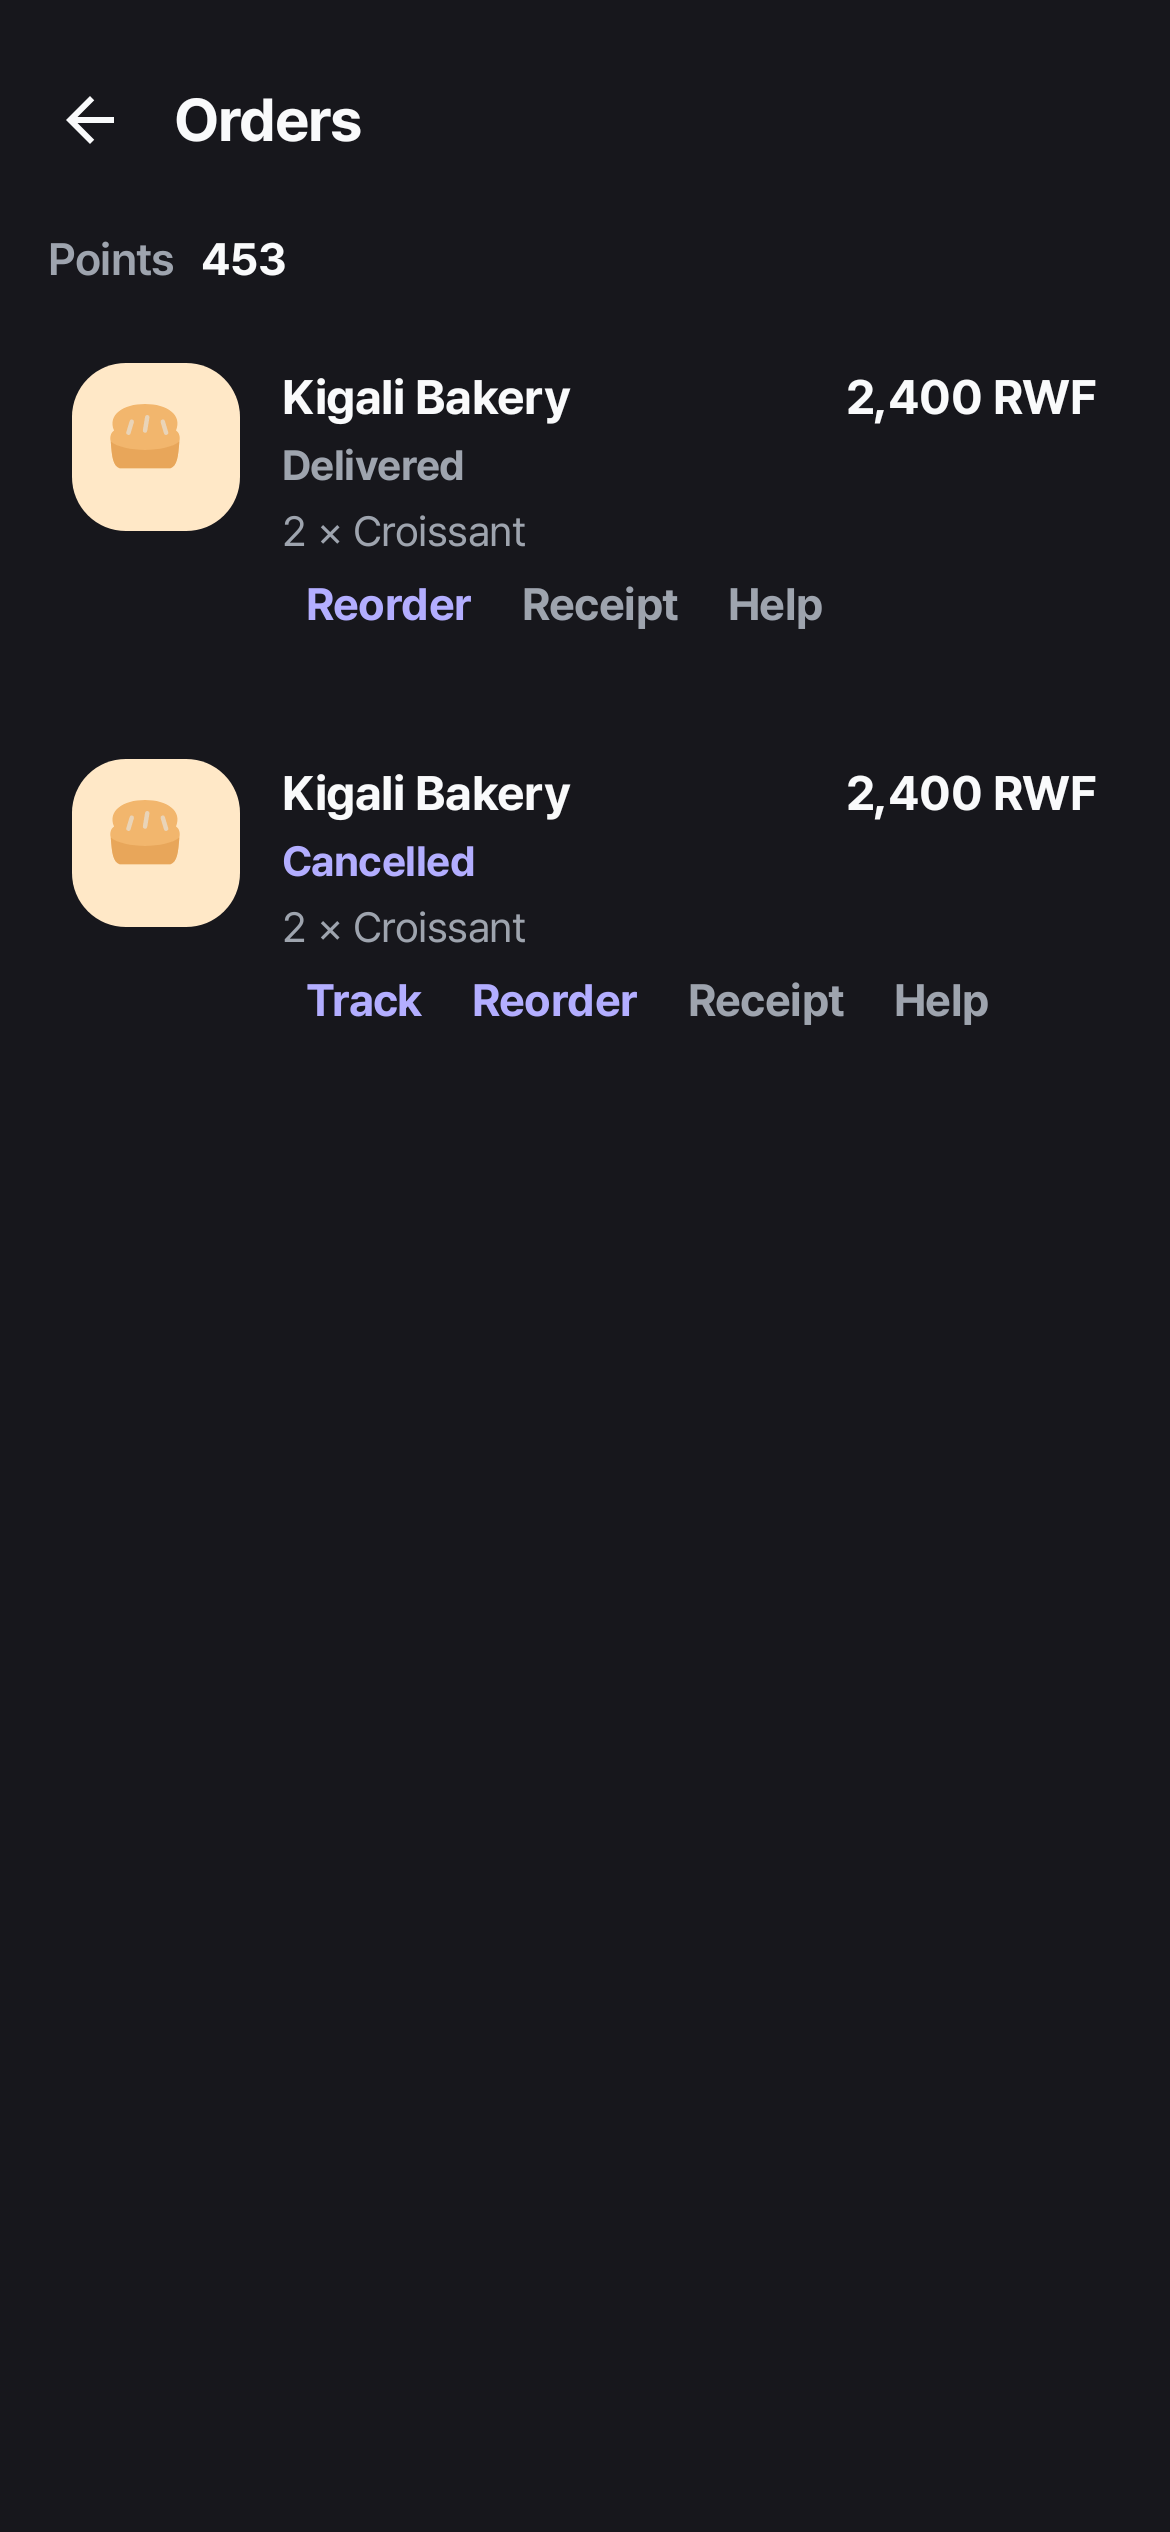 Orders
Points 453
Kigali Bakery 2,400 RWF
Delivered
2 × Croissant
Reorder Receipt Help
Kigali Bakery 2,400 RWF
Cancelled
2 × Croissant
Track Reorder Receipt Help